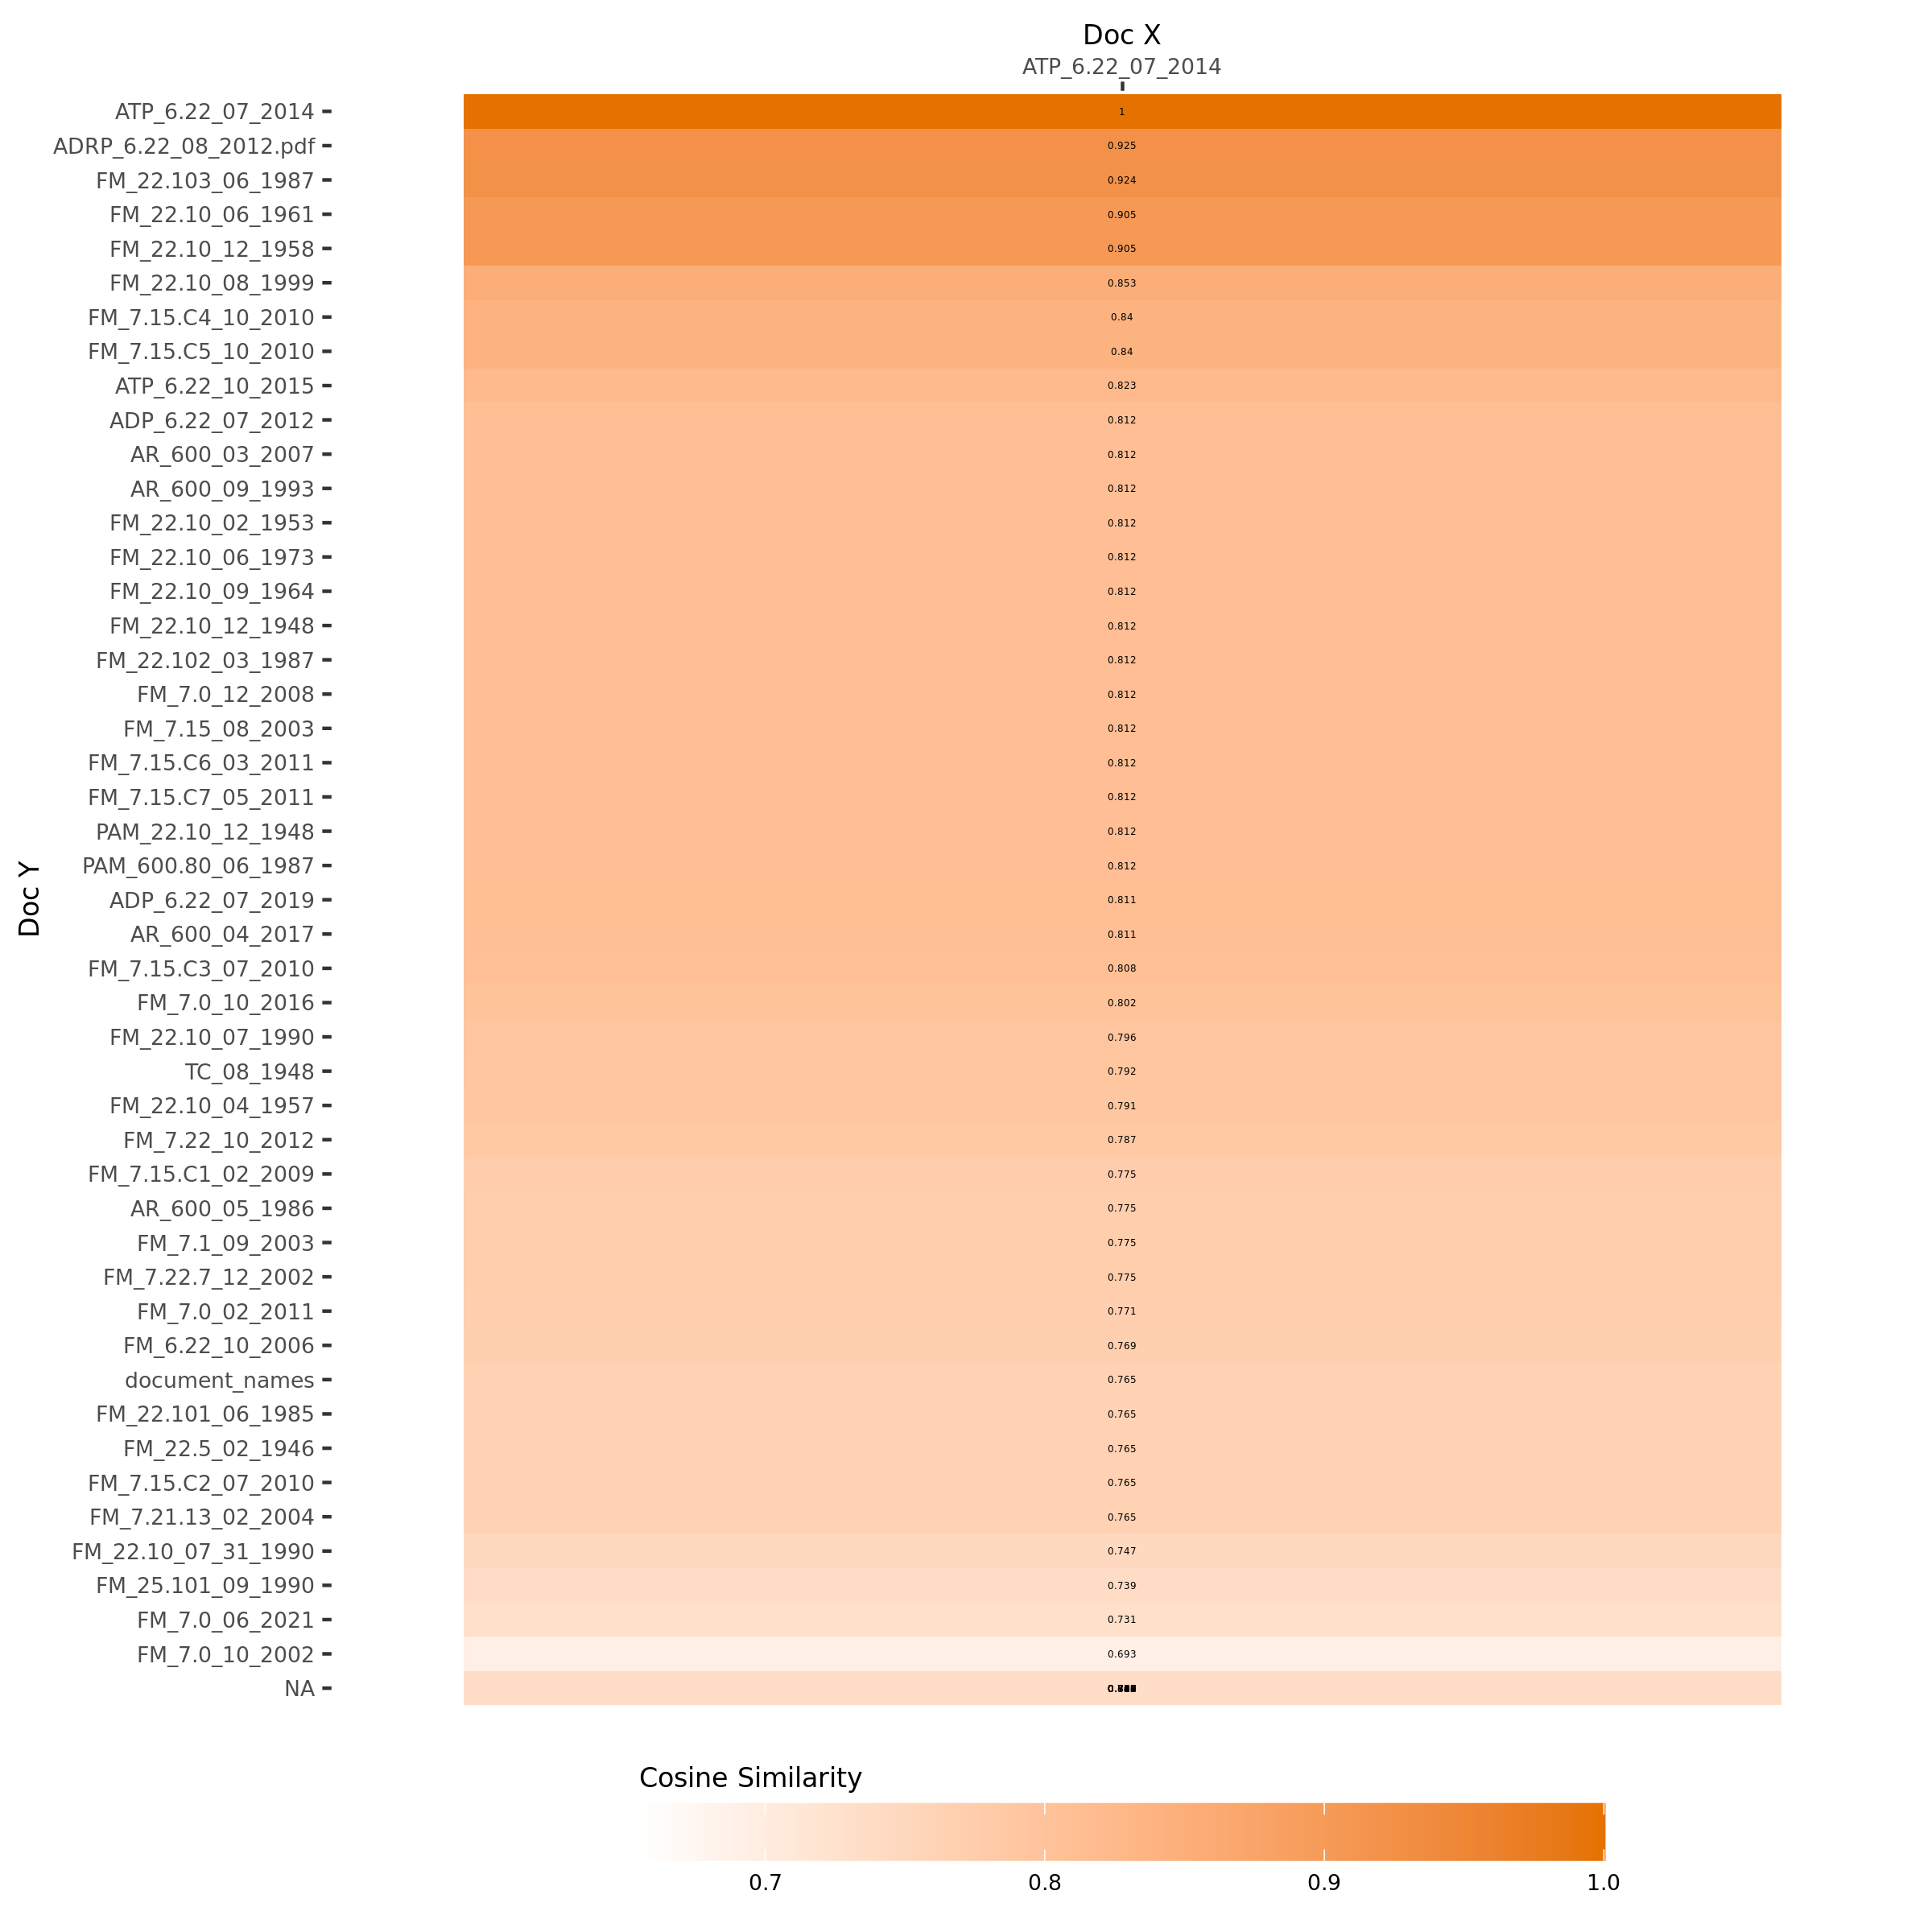 Doc X
ATP_6.22_07_2014
ATP_6.22_07_2014 1
ADRP_6.22_08_2012.pdf 0.925
FM_22.103_06_1987 0.924
FM_22.10_06_1961 0.905
FM_22.10_12_1958 0.905
FM_22.10_08_1999 0.853
FM_7.15.C4_10_2010 0.84
FM_7.15.C5_10_2010 0.84
ATP_6.22_10_2015 0.823
ADP_6.22_07_2012 0.812
AR_600_03_2007 0.812
AR_600_09_1993 0.812
FM_22.10_02_1953 0.812
FM_22.10_06_1973 0.812
FM_22.10_09_1964 0.812
FM_22.10_12_1948 0.812
FM_22.102_03_1987 0.812
FM_7.0_12_2008 0.812
FM_7.15_08_2003 0.812
FM_7.15.C6_03_2011 0.812
FM_7.15.C7_05_2011 0.812
PAM_22.10_12_1948 0.812
PAM_600.80_06_1987 0.812
Doc Y
ADP_6.22_07_2019 0.811
AR_600_04_2017 0.811
FM_7.15.C3_07_2010 0.808
FM_7.0_10_2016 0.802
FM_22.10_07_1990 0.796
TC_08_1948 0.792
FM_22.10_04_1957 0.791
FM_7.22_10_2012 0.787
FM_7.15.C1_02_2009 0.775
AR_600_05_1986 0.775
FM_7.1_09_2003 0.775
FM_7.22.7_12_2002 0.775
FM_7.0_02_2011 0.771
FM_6.22_10_2006 0.769
document_names 0.765
FM_22.101_06_1985 0.765
FM_22.5_02_1946 0.765
FM_7.15.C2_07_2010 0.765
FM_7.21.13_02_2004 0.765
FM_22.10_07_31_1990 0.747
FM_25.101_09_1990 0.739
FM_7.0_06_2021 0.731
FM_7.0_10_2002 0.693
NA
Cosine Similarity
0.7 0.8 0.9 1.0